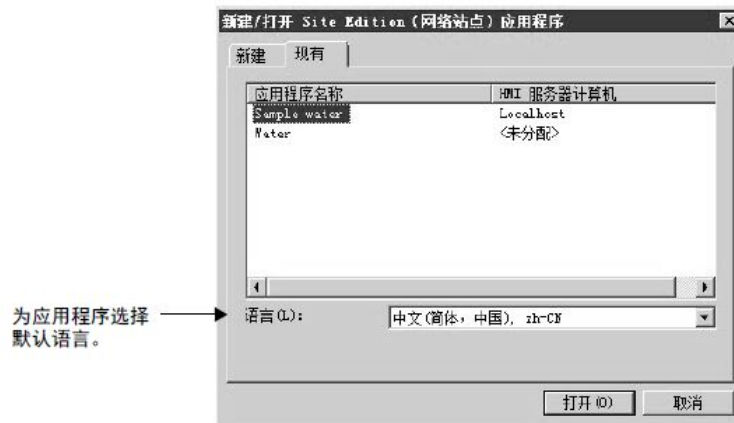 新建/打开 Site Edition（网络站点）应用程序
新建 现有
应用程序名称 HMI 服务器计算机
Sample water Localhost
Water <未分配>
为应用程序选择
默认语言。
语言(L): 中文(简体，中国), zh-CN
打开(O) 取消